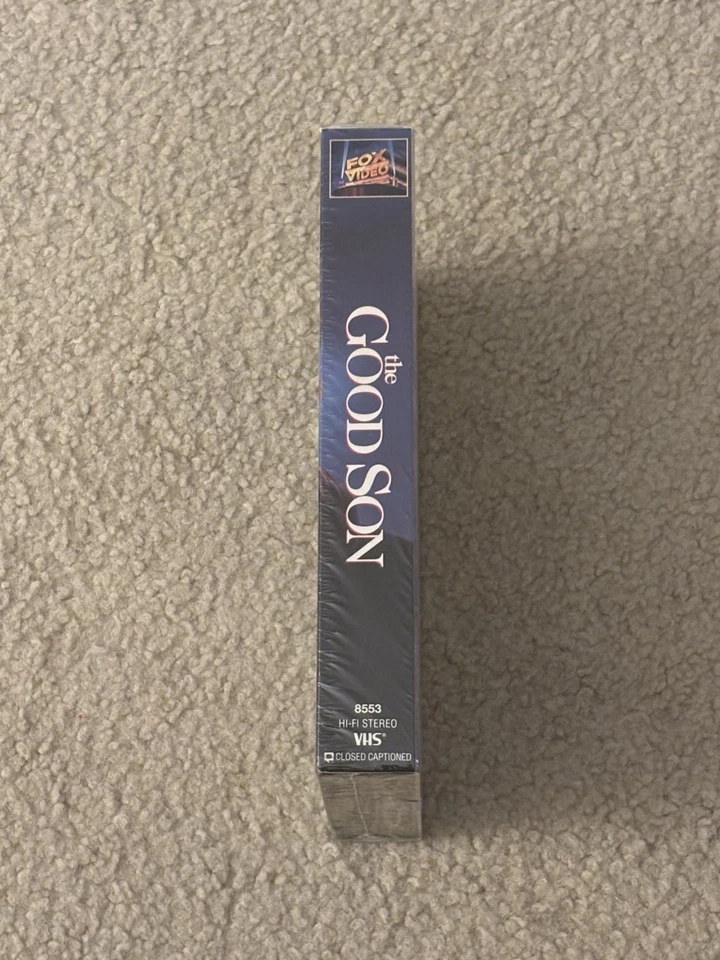 FOX
VIDEO
the
GOOD SON
8553
HI-FI STEREO
VHS®
CLOSED CAPTIONED